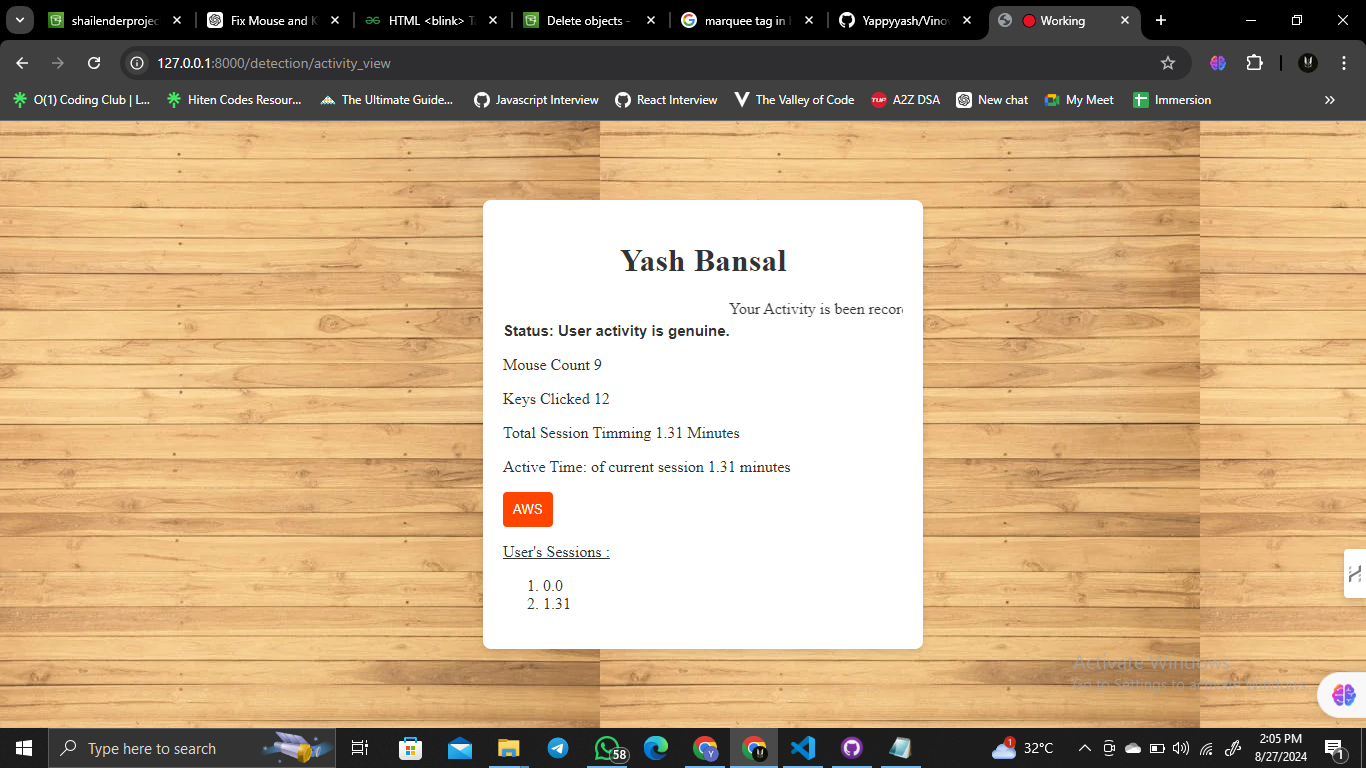 shailenderprojec
Fix Mouse and K
HTML <blink> Ta
Delete objects -
marquee tag in h
Yappyyash/Vinov
Working
127.0.0.1:8000/detection/activity_view
O(1) Coding Club | L...
Hiten Codes Resour...
The Ultimate Guide...
Javascript Interview
React Interview
The Valley of Code
TUF
A2Z DSA
New chat
My Meet
Immersion
Yash Bansal
Your Activity is been recor
Status: User activity is genuine.
Mouse Count 9
Keys Clicked 12
Total Session Timming 1.31 Minutes
Active Time: of current session 1.31 minutes
AWS
User's Sessions :
1. 0.0
2. 1.31
Activate Windows
Go to Settings to activate Windows.
Type here to search
58
1
32°C
2:05 PM
8/27/2024
1